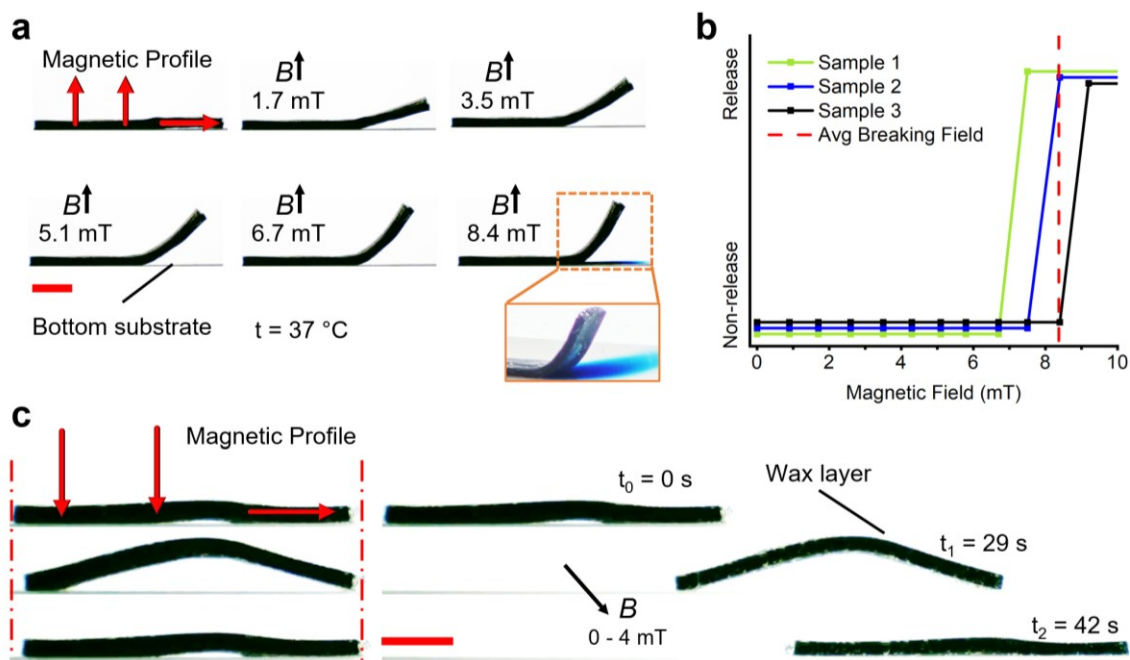 a
Magnetic Profile
B
1.7 mT
B
3.5 mT
B
5.1 mT
B
6.7 mT
B
8.4 mT
Bottom substrate
t = 37 °C
b
Release
Non-release
Sample 1
Sample 2
Sample 3
Avg Breaking Field
0 2 4 6 8 10
Magnetic Field (mT)
c
Magnetic Profile
t0 = 0 s
Wax layer
t1 = 29 s
B
0 - 4 mT
t2 = 42 s